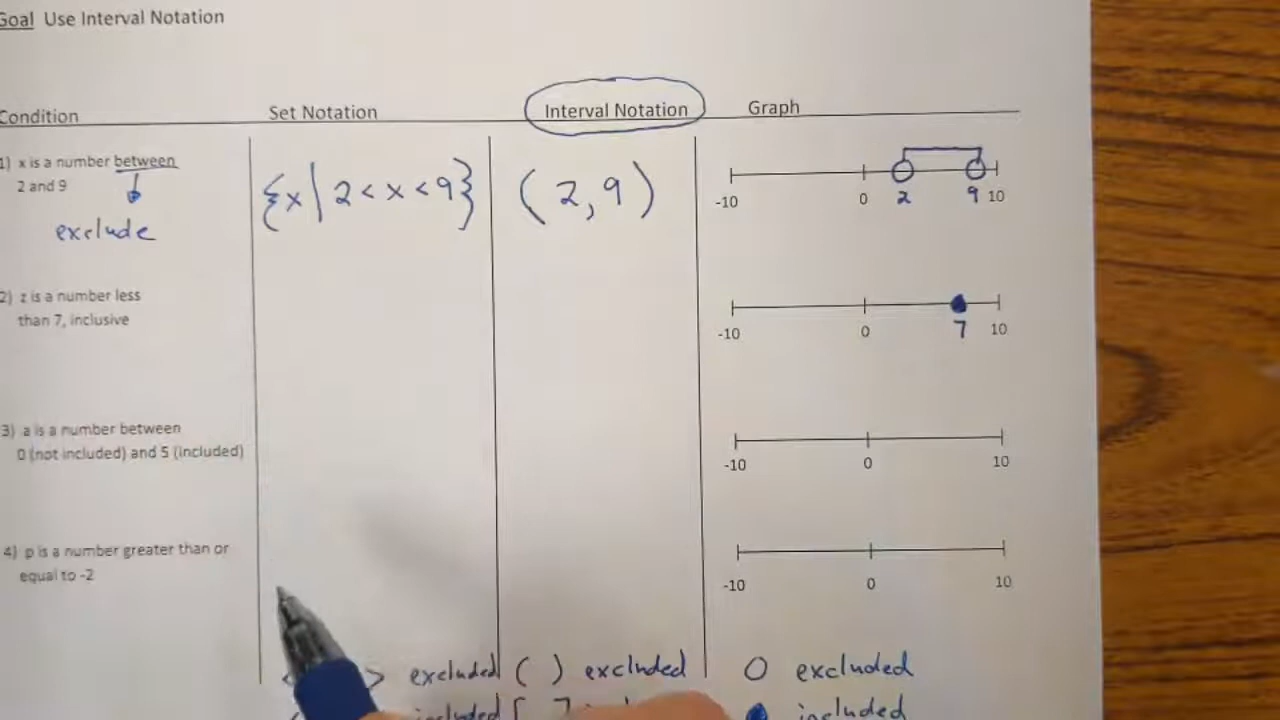 Goal Use Interval Notation
Condition Set Notation Interval Notation Graph
1) x is a number between
2 and 9
exclude
{x | 2 < x < 9}
(2, 9)
-10 0 2 9 10
2) z is a number less
than 7, inclusive
-10 0 7 10
3) a is a number between
0 (not included) and 5 (included)
-10 0 10
4) p is a number greater than or
equal to -2
-10 0 10
> excluded ( ) excluded O excluded
included [ ] included